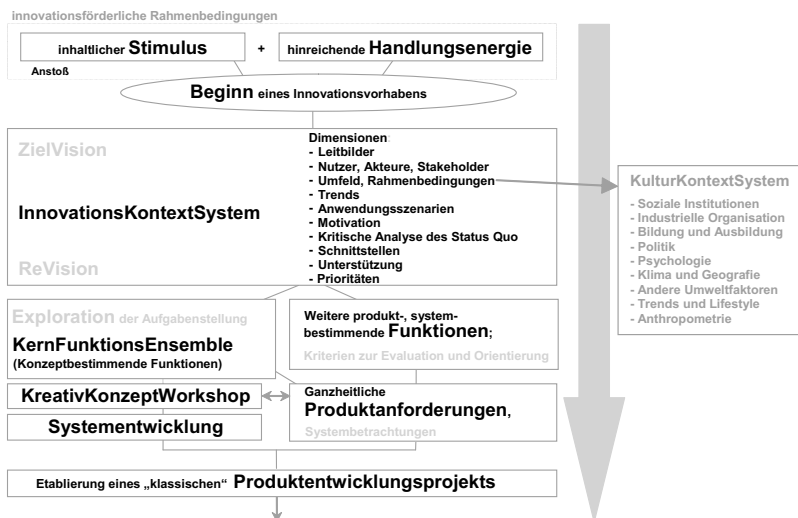 innovationsförderliche Rahmenbedingungen
inhaltlicher Stimulus + hinreichende Handlungsenergie
Anstoß
Beginn eines Innovationsvorhabens
ZielVision
InnovationsKontextSystem
ReVision
Dimensionen:
- Leitbilder
- Nutzer, Akteure, Stakeholder
- Umfeld, Rahmenbedingungen
- Trends
- Anwendungsszenarien
- Motivation
- Kritische Analyse des Status Quo
- Schnittstellen
- Unterstützung
- Prioritäten
KulturKontextSystem
- Soziale Institutionen
- Industrielle Organisation
- Bildung und Ausbildung
- Politik
- Psychologie
- Klima und Geografie
- Andere Umweltfaktoren
- Trends und Lifestyle
- Anthropometrie
Exploration der Aufgabenstellung
KernFunktionsEnsemble
(Konzeptbestimmende Funktionen)
Weitere produkt-, system-
bestimmende Funktionen;
Kriterien zur Evaluation und Orientierung
KreativKonzeptWorkshop
Systementwicklung
Ganzheitliche
Produktanforderungen,
Systembetrachtungen
Etablierung eines „klassischen“ Produktentwicklungsprojekts